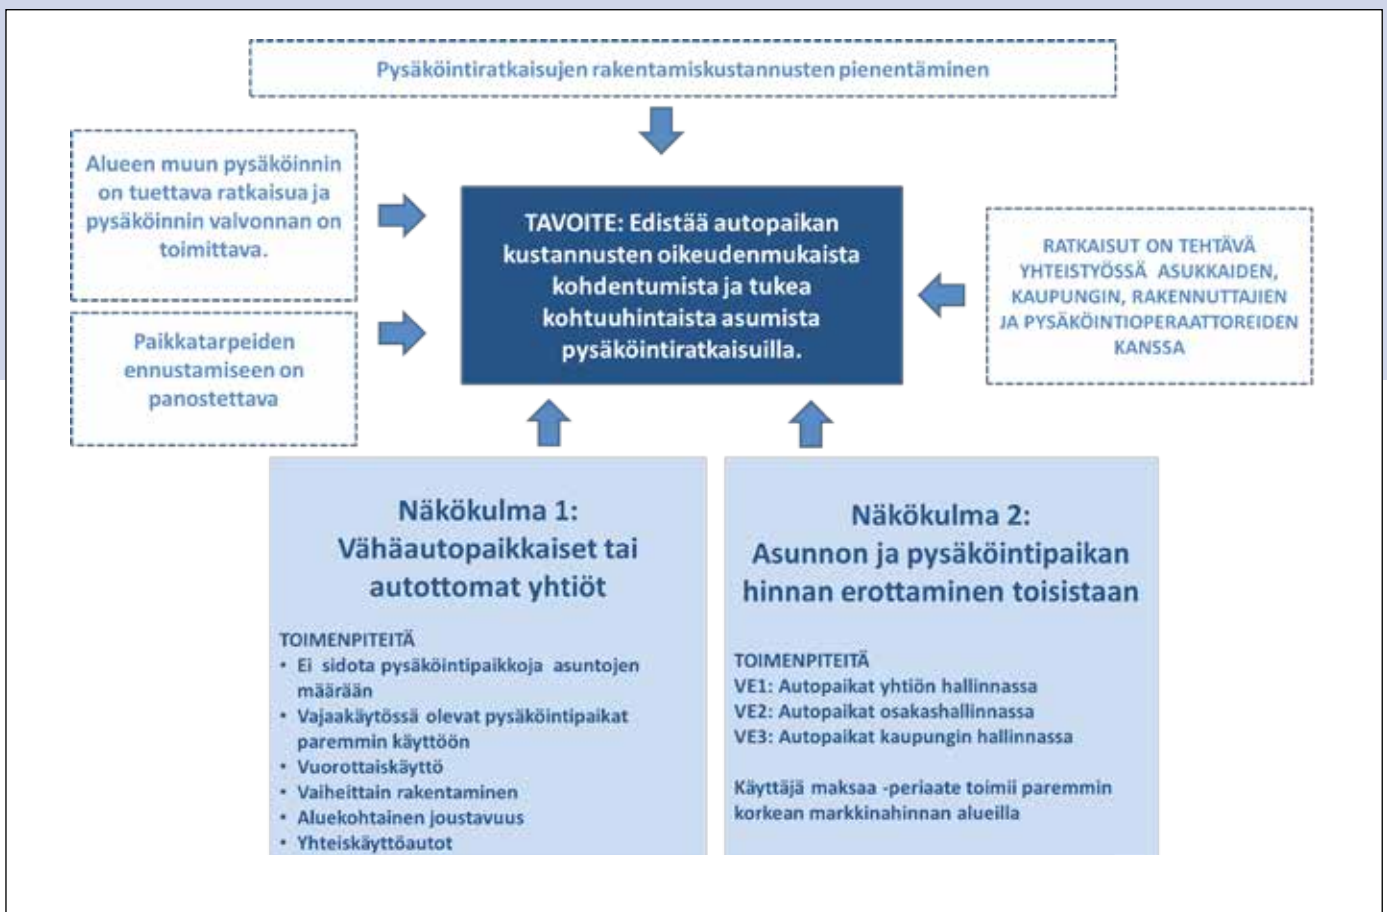 Pysäköintiratkaisujen rakentamiskustannusten pienentäminen
Alueen muun pysäköinnin
on tuettava ratkaisua ja
pysäköinnin valvonnan on
toimittava.
Paikkatarpeiden
ennustamiseen on
panostettava
TAVOITE: Edistää autopaikan
kustannusten oikeudenmukaista
kohdentumista ja tukea
kohtuuhintaista asumista
pysäköintiratkaisuilla.
RATKAISUT ON TEHTÄVÄ
YHTEISTYÖSSÄ ASUKKAIDEN,
KAUPUNGIN, RAKENNUTTAJIEN
JA PYSÄKÖINTIOPERAATTOREIDEN
KANSSA
Näkökulma 1:
Vähäautopaikkaiset tai
autottomat yhtiöt
TOIMENPITEITÄ
• Ei sidota pysäköintipaikkoja asuntojen
määrään
• Vajaakäytössä olevat pysäköintipaikat
paremmin käyttöön
• Vuorottaiskäyttö
• Vaiheittain rakentaminen
• Aluekohtainen joustavuus
• Yhteiskäyttöautot
Näkökulma 2:
Asunnon ja pysäköintipaikan
hinnan erottaminen toisistaan
TOIMENPITEITÄ
VE1: Autopaikat yhtiön hallinnassa
VE2: Autopaikat osakashallinnassa
VE3: Autopaikat kaupungin hallinnassa
Käyttäjä maksaa -periaate toimii paremmin
korkean markkinahinnan alueilla